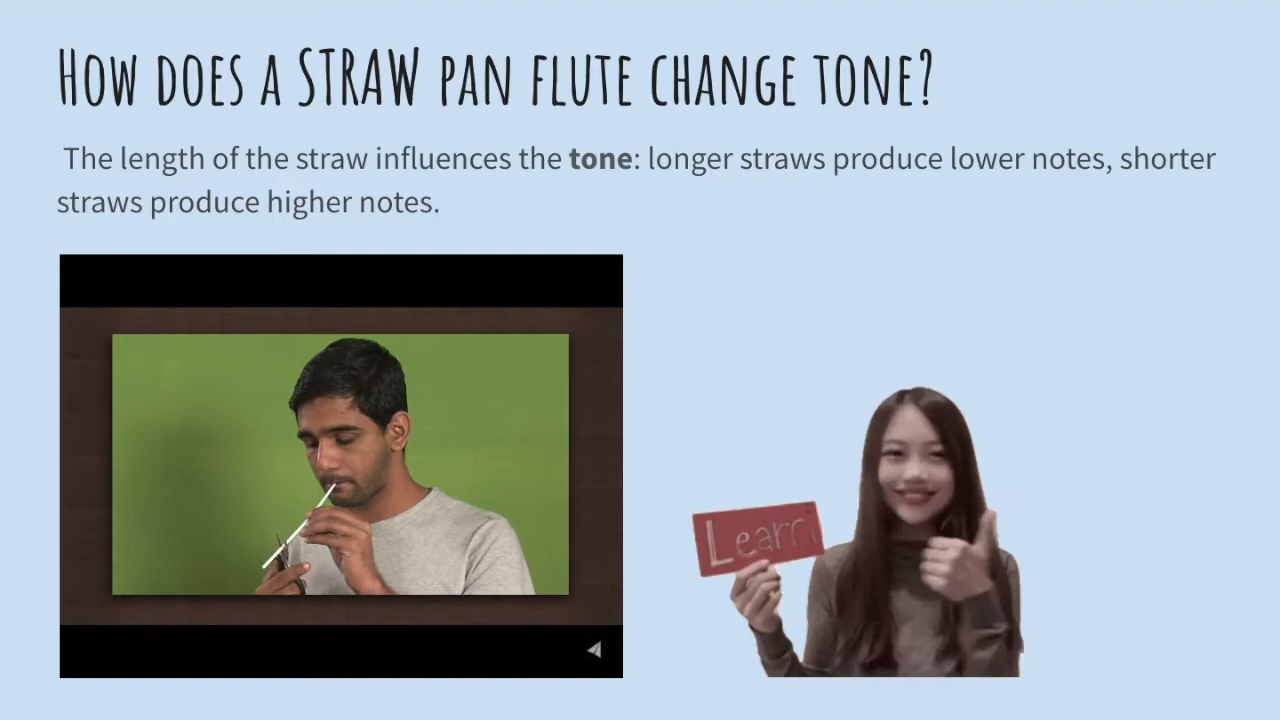 How does a STRAW pan flute change tone?
The length of the straw influences the tone: longer straws produce lower notes, shorter
straws produce higher notes.
Learn